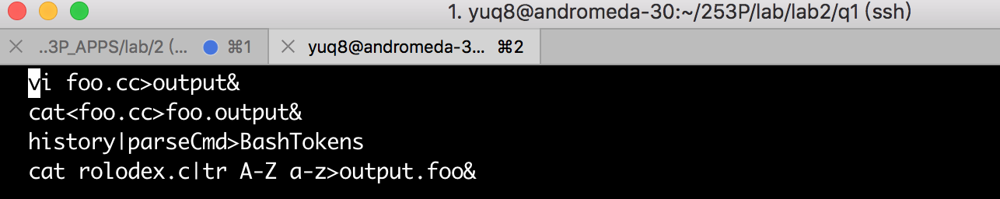 1. yuq8@andromeda-30:~/253P/lab/lab2/q1 (ssh)
..3P_APPS/lab/2 (... ⌘1 yuq8@andromeda-3... ⌘2
vi foo.cc>output&
cat<foo.cc>foo.output&
history|parseCmd>BashTokens
cat rolodex.c|tr A-Z a-z>output.foo&